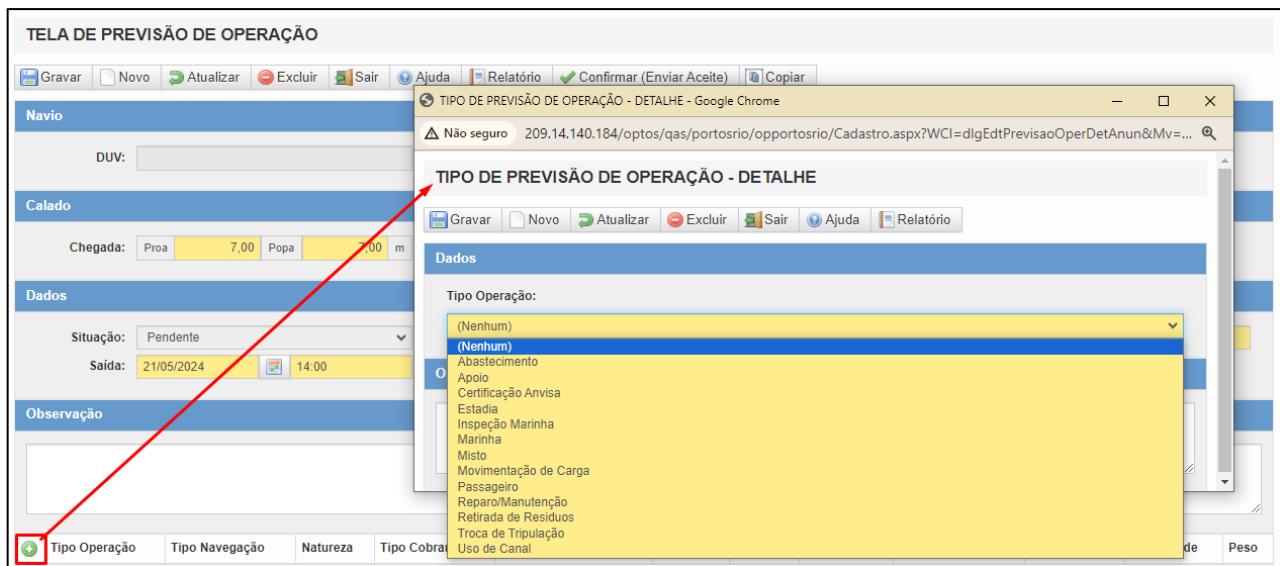 TELA DE PREVISÃO DE OPERAÇÃO
Gravar Novo Atualizar Excluir Sair Ajuda Relatório Confirmar (Enviar Aceite) Copiar
Navio
DUV:
Calado
Chegada: Proa 7,00 Popa 7,00 m
Dados
Situação: Pendente
Saída: 21/05/2024 14:00
Observação
Tipo Operação Tipo Navegação Natureza Tipo Cobra de Peso
TIPO DE PREVISÃO DE OPERAÇÃO - DETALHE - Google Chrome
Não seguro 209.14.140.184/optos/qas/portosrio/opportosrio/Cadastro.aspx?WCI=dlgEdtPrevisaoOperDetAnun&Mv=...
TIPO DE PREVISÃO DE OPERAÇÃO - DETALHE
Gravar Novo Atualizar Excluir Sair Ajuda Relatório
Dados
Tipo Operação:
(Nenhum)
(Nenhum)
Abastecimento
Apoio
Certificação Anvisa
Estadia
Inspeção Marinha
Marinha
Misto
Movimentação de Carga
Passageiro
Reparo/Manutenção
Retirada de Residuos
Troca de Tripulação
Uso de Canal
O